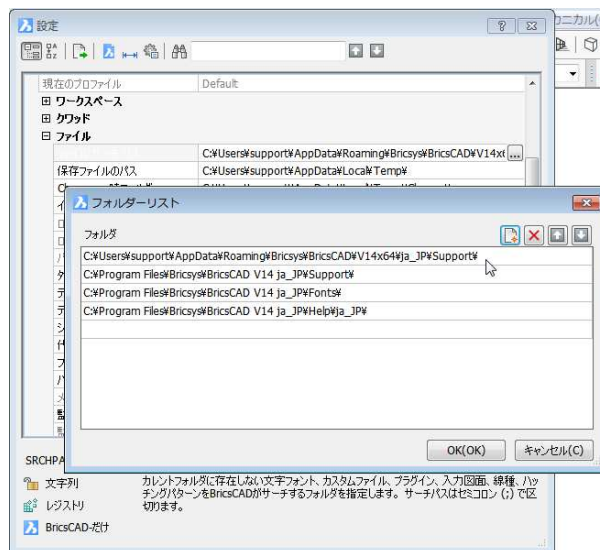 設定
カニカル(
現在のプロファイル Default
ワークスペース
クワッド
ファイル
C:¥Users¥support¥AppData¥Roaming¥Bricsys¥BricsCAD¥V14x6
保存ファイルのパス C:¥Users¥support¥AppData¥Local¥Temp¥
フォルダーリスト
フォルダ
C:¥Users¥support¥AppData¥Roaming¥Bricsys¥BricsCAD¥V14x64¥ja_JP¥Support¥
C:¥Program Files¥Bricsys¥BricsCAD V14 ja_JP¥Support¥
C:¥Program Files¥Bricsys¥BricsCAD V14 ja_JP¥Fonts¥
C:¥Program Files¥Bricsys¥BricsCAD V14 ja_JP¥Help¥ja_JP¥
OK(OK) キャンセル(C)
SRCHPA
文字列
レジストリ
BricsCAD-だけ
カレントフォルダに存在しない文字フォント、カスタムファイル、プラグイン、入力図面、線種、ハッ
チングパターンをBricsCADがサーチするフォルダを指定します。サーチパスはセミコロン (;) で区
切ります。